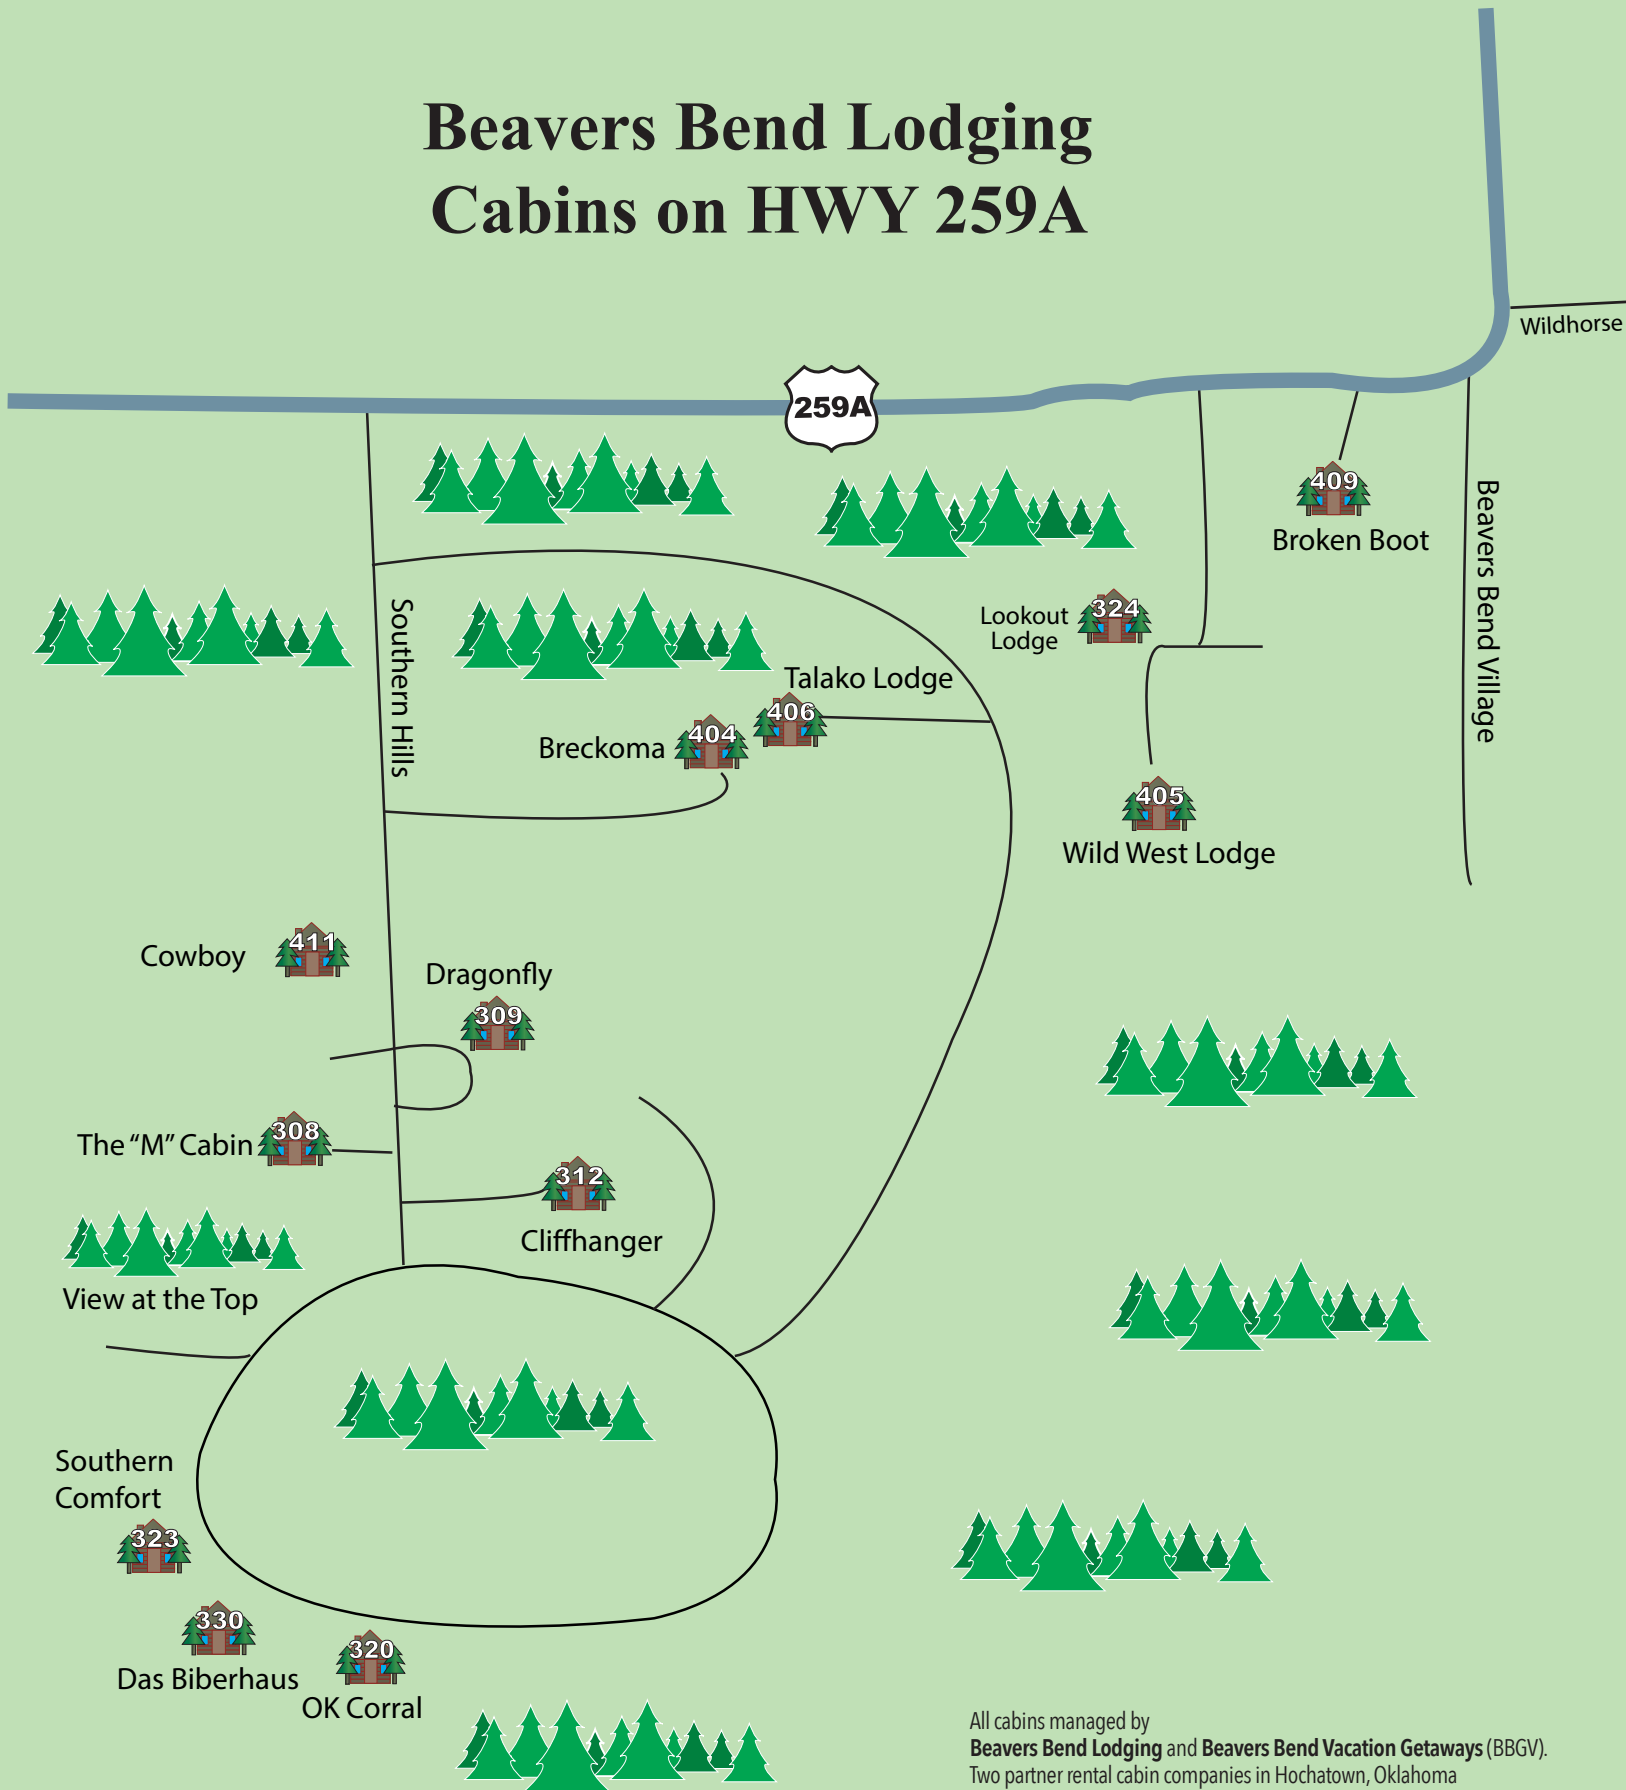 Beavers Bend Lodging
Cabins on HWY 259A
Wildhorse
259A
409
Broken Boot
Beavers Bend Village
Southern Hills
324
Lookout
Lodge
Talako Lodge
406
404
Breckoma
405
Wild West Lodge
411
Cowboy
Dragonfly
309
308
The “M” Cabin
312
Cliffhanger
View at the Top
Southern
Comfort
323
330
Das Biberhaus
320
OK Corral
All cabins managed by
Beavers Bend Lodging and Beavers Bend Vacation Getaways (BBGV).
Two partner rental cabin companies in Hochatown, Oklahoma